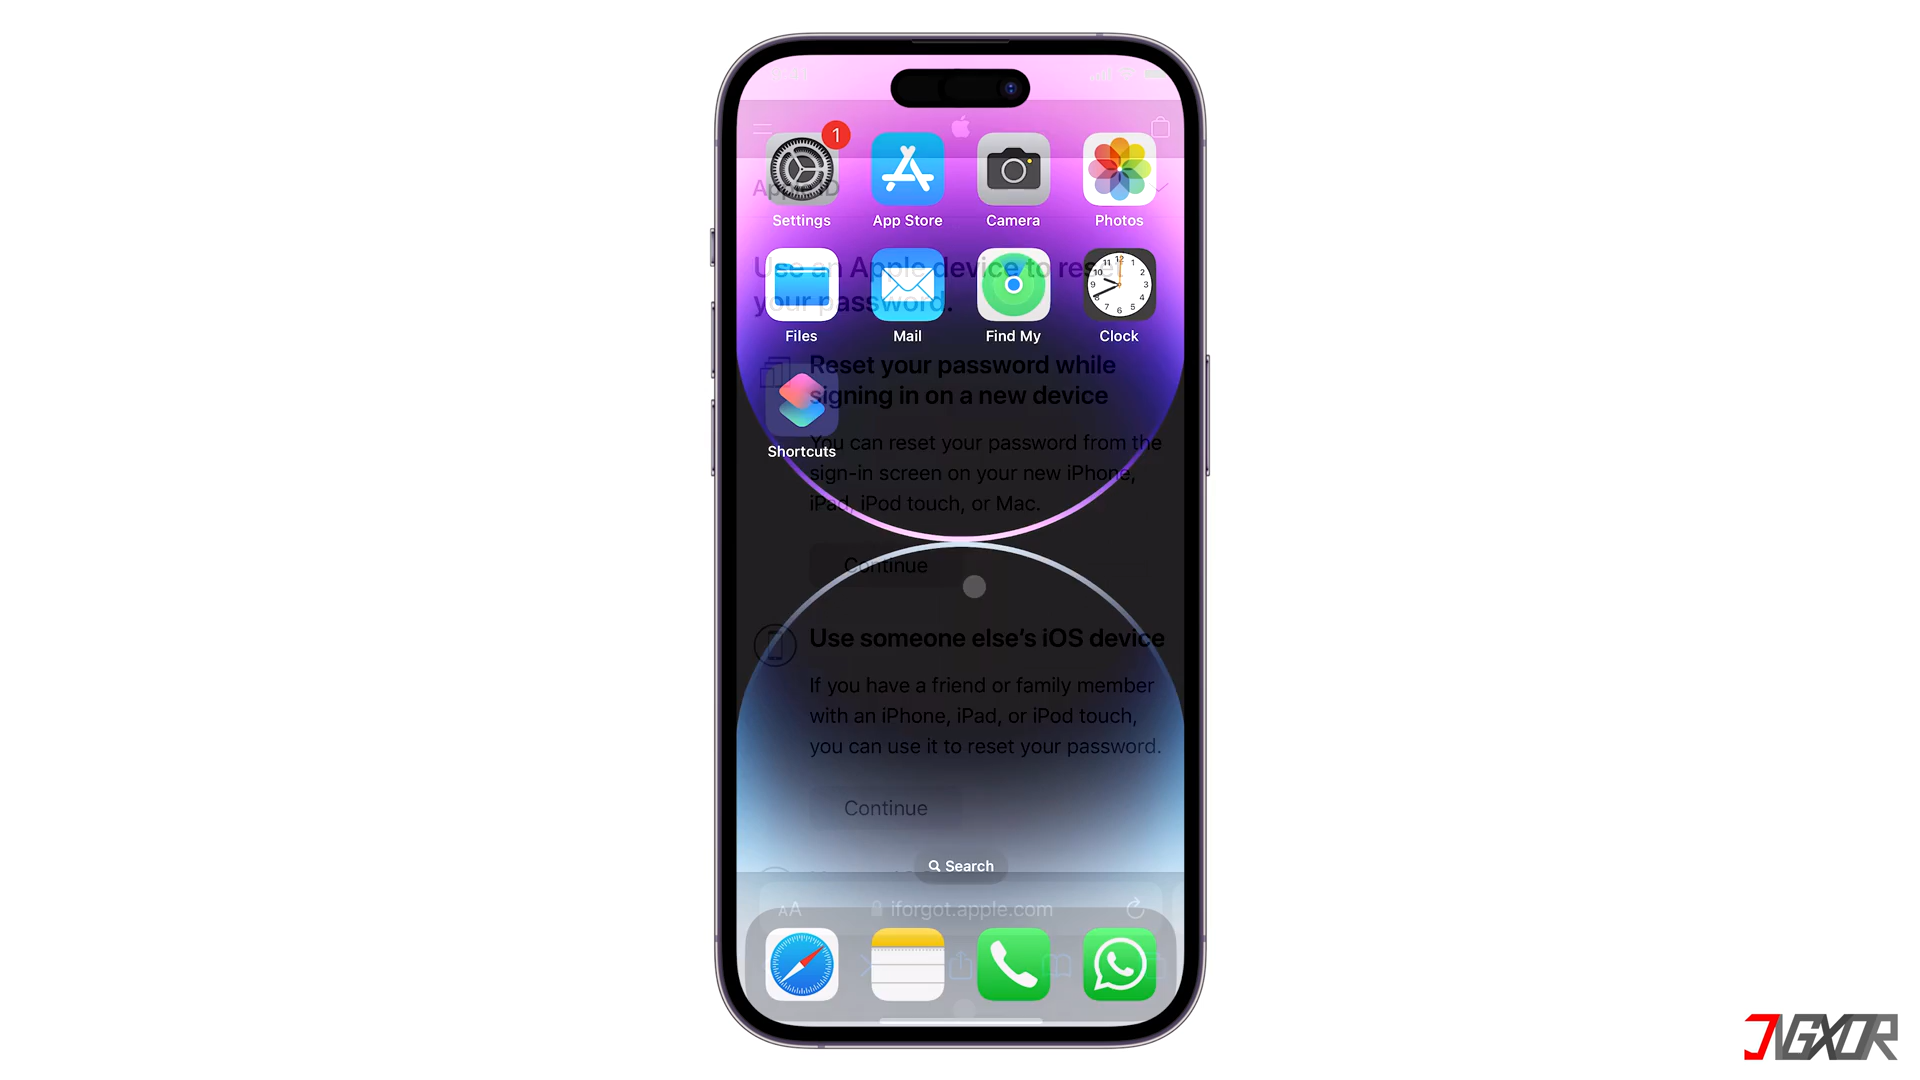 1
Settings
App Store
Camera
Photos
Apple ID
Use an Apple device to reset
your password.
Files
Mail
Find My
Clock
Reset your password while
signing in on a new device
Shortcuts
You can reset your password from the
sign-in screen on your new iPhone,
iPad, iPod touch, or Mac.
Continue
Use someone else’s iOS device
If you have a friend or family member
with an iPhone, iPad, or iPod touch,
you can use it to reset your password.
Continue
Search
AA iforgot.apple.com
JVGXOR